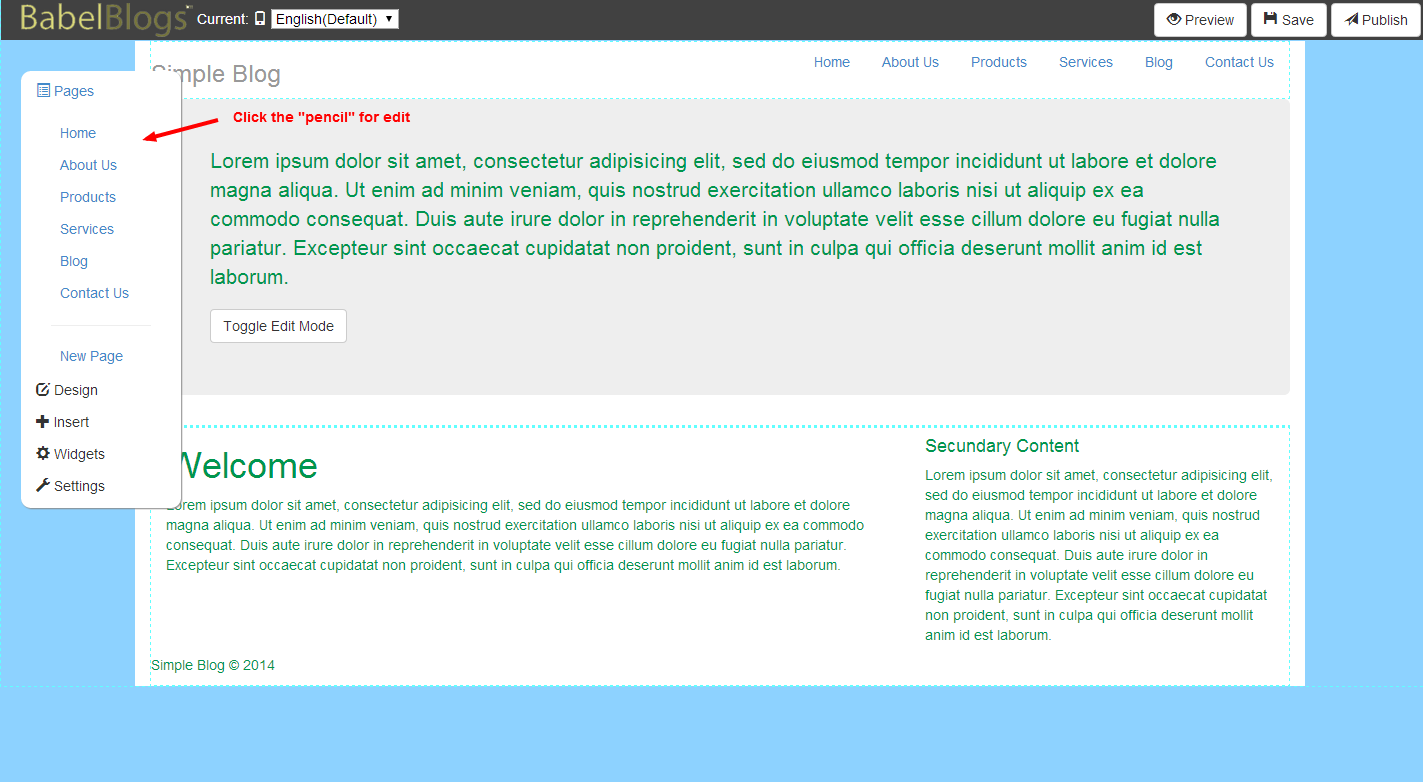 BabelBlogs Current: English(Default) Preview Save Publish
Simple Blog
Home About Us Products Services Blog Contact Us
Pages
Home
About Us
Products
Services
Blog
Contact Us
New Page
Design
Insert
Widgets
Settings
Click the "pencil" for edit
Lorem ipsum dolor sit amet, consectetur adipisicing elit, sed do eiusmod tempor incididunt ut labore et dolore
magna aliqua. Ut enim ad minim veniam, quis nostrud exercitation ullamco laboris nisi ut aliquip ex ea
commodo consequat. Duis aute irure dolor in reprehenderit in voluptate velit esse cillum dolore eu fugiat nulla
pariatur. Excepteur sint occaecat cupidatat non proident, sunt in culpa qui officia deserunt mollit anim id est
laborum.
Toggle Edit Mode
Welcome
Lorem ipsum dolor sit amet, consectetur adipisicing elit, sed do eiusmod tempor incididunt ut labore et dolore
magna aliqua. Ut enim ad minim veniam, quis nostrud exercitation ullamco laboris nisi ut aliquip ex ea commodo
consequat. Duis aute irure dolor in reprehenderit in voluptate velit esse cillum dolore eu fugiat nulla pariatur.
Excepteur sint occaecat cupidatat non proident, sunt in culpa qui officia deserunt mollit anim id est laborum.
Secundary Content
Lorem ipsum dolor sit amet, consectetur adipisicing elit,
sed do eiusmod tempor incididunt ut labore et dolore
magna aliqua. Ut enim ad minim veniam, quis nostrud
exercitation ullamco laboris nisi ut aliquip ex ea
commodo consequat. Duis aute irure dolor in
reprehenderit in voluptate velit esse cillum dolore eu
fugiat nulla pariatur. Excepteur sint occaecat cupidatat
non proident, sunt in culpa qui officia deserunt mollit
anim id est laborum.
Simple Blog © 2014